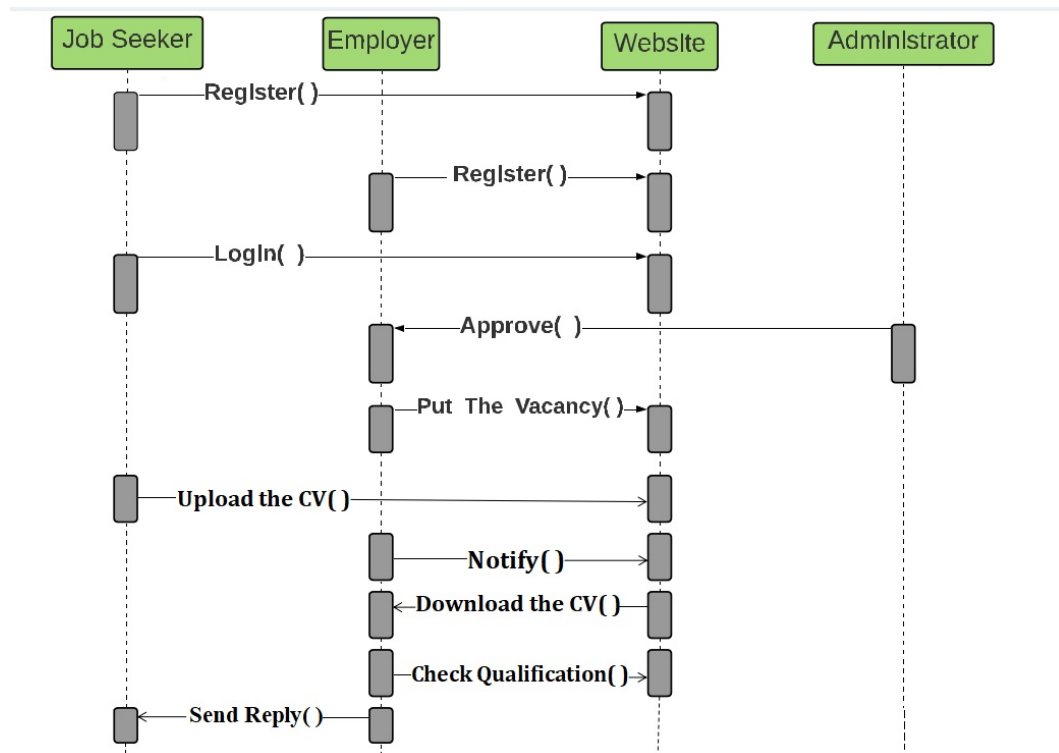 Job Seeker
Employer
WebsIte
AdmInIstrator
RegIster( )
RegIster( )
LogIn( )
Approve( )
Put The Vacancy( )
Upload the CV( )
Notify( )
Download the CV( )
Check Qualification( )
Send Reply( )